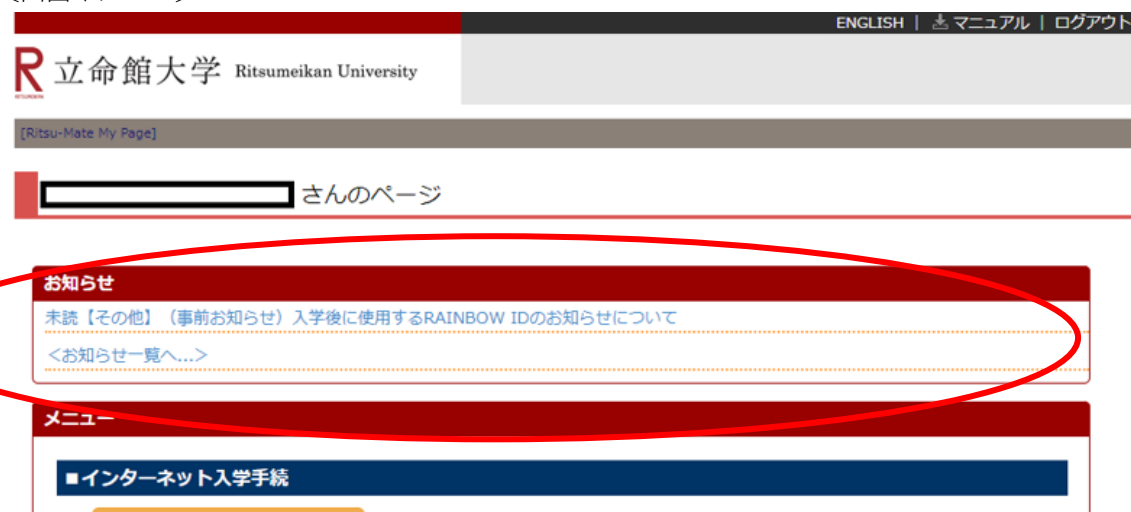 ENGLISH | マニュアル | ログアウト
R 立命館大学 Ritsumeikan University
[Ritsu-Mate My Page]
さんのページ
お知らせ
未読【その他】（事前お知らせ）入学後に使用するRAINBOW IDのお知らせについて
＜お知らせ一覧へ...＞
メニュー
■インターネット入学手続